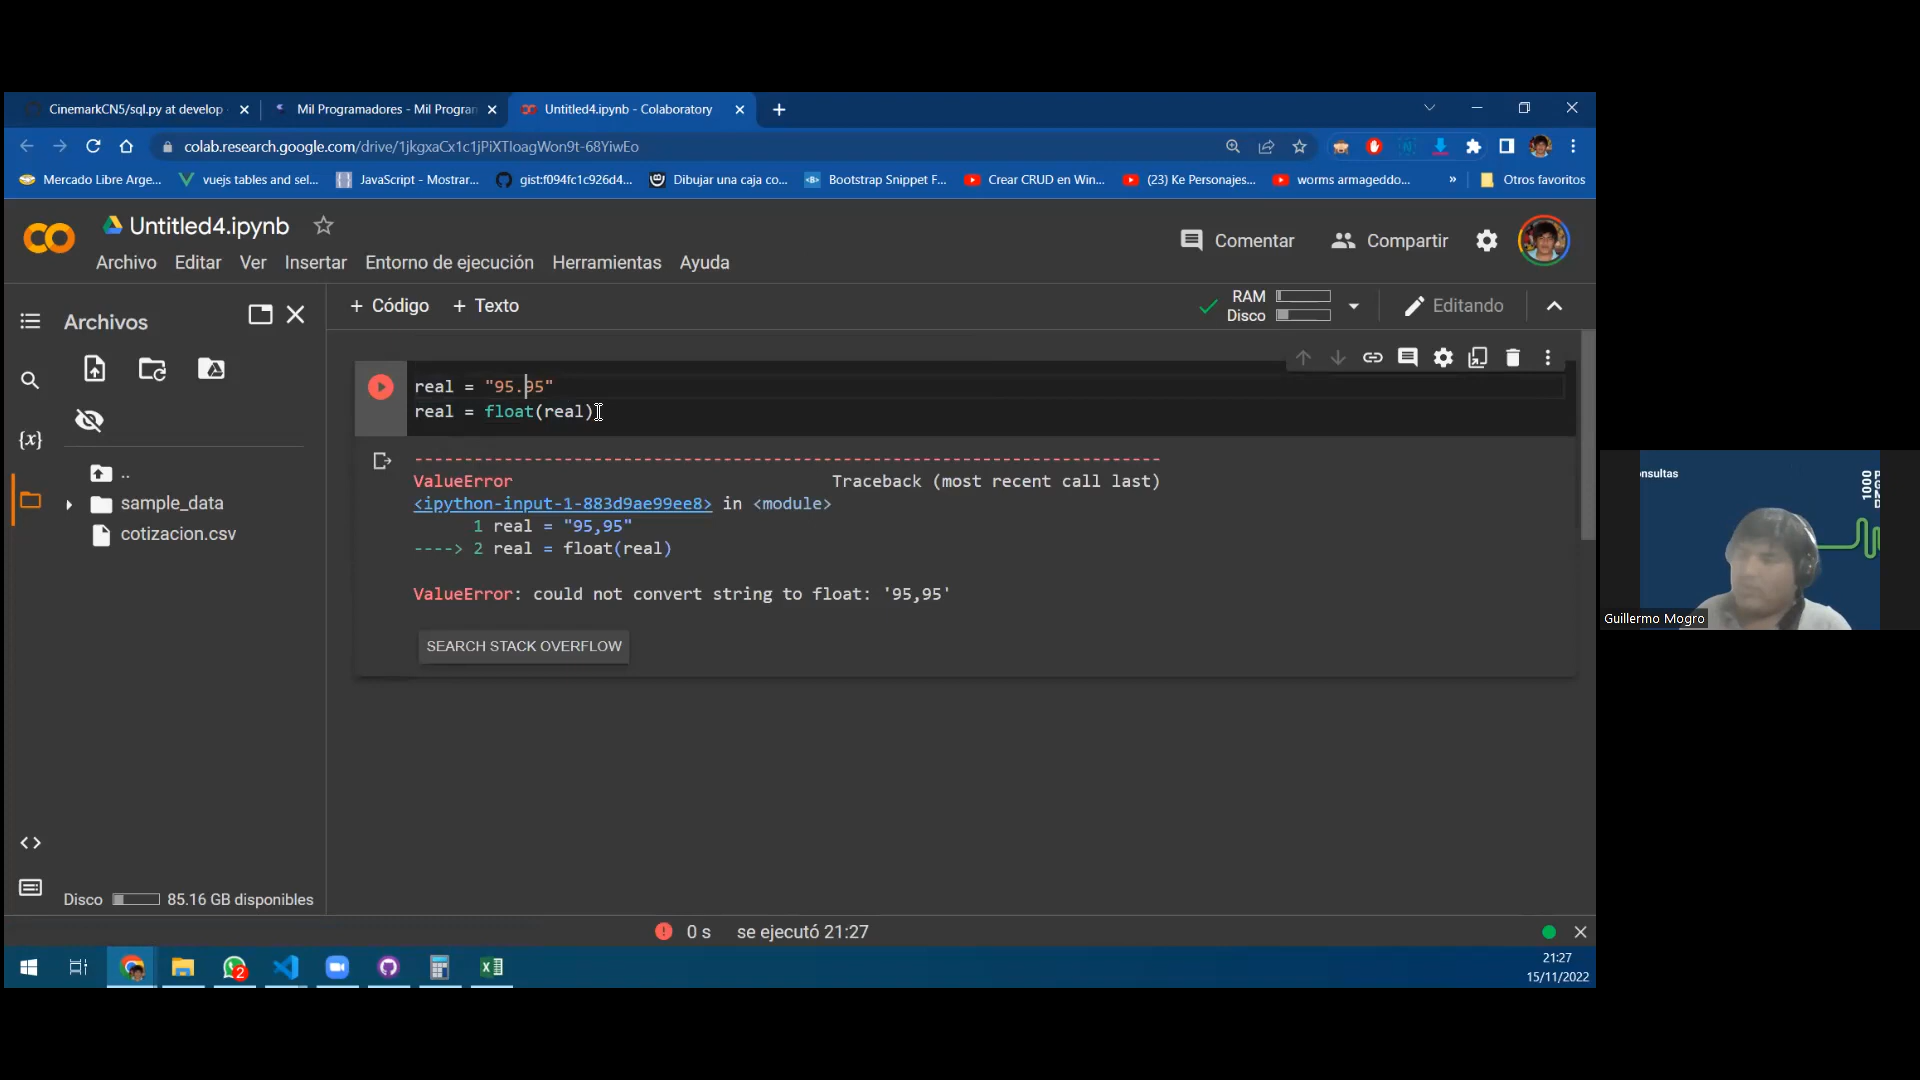 CinemarkCN5/sql.py at develop
Mil Programadores - Mil Progran
Untitled4.ipynb - Colaboratory
colab.research.google.com/drive/1jkgxaCx1c1jPiXTloagWon9t-68YiwEo
Mercado Libre Arge...
vuejs tables and sel...
JavaScript - Mostrar...
gist:f094fc1c926d4...
Dibujar una caja co...
Bootstrap Snippet F...
Crear CRUD en Win...
(23) Ke Personajes...
worms armageddo...
»
Otros favoritos
Untitled4.ipynb
Comentar
Compartir
Archivo Editar Ver Insertar Entorno de ejecución Herramientas Ayuda
+ Código + Texto
RAM
Disco
Editando
Archivos
real = "95.95"
real = float(real)
{x}
..
sample_data
cotizacion.csv
---------------------------------------------------------------------------
ValueError Traceback (most recent call last)
<ipython-input-1-883d9ae99ee8> in <module>
1 real = "95,95"
----> 2 real = float(real)
ValueError: could not convert string to float: '95,95'
SEARCH STACK OVERFLOW
Disco 85.16 GB disponibles
0 s se ejecutó 21:27
2
21:27
15/11/2022
onsultas
1000
Guillermo Mogro